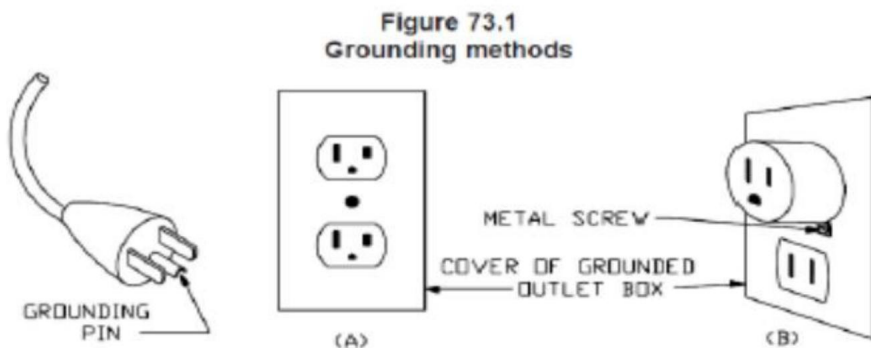 Figure 73.1
Grounding methods
METAL SCREW
COVER OF GROUNDED
OUTLET BOX
GROUNDING
PIN
(A)
(B)